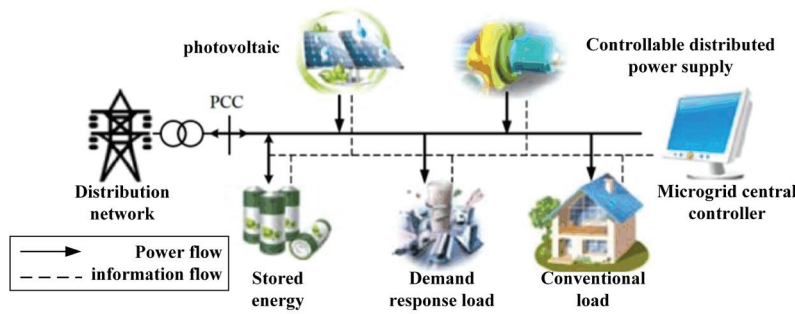 photovoltaic
Controllable distributed
power supply
PCC
Distribution
network
Microgrid central
controller
Power flow
information flow
Stored
energy
Demand
response load
Conventional
load